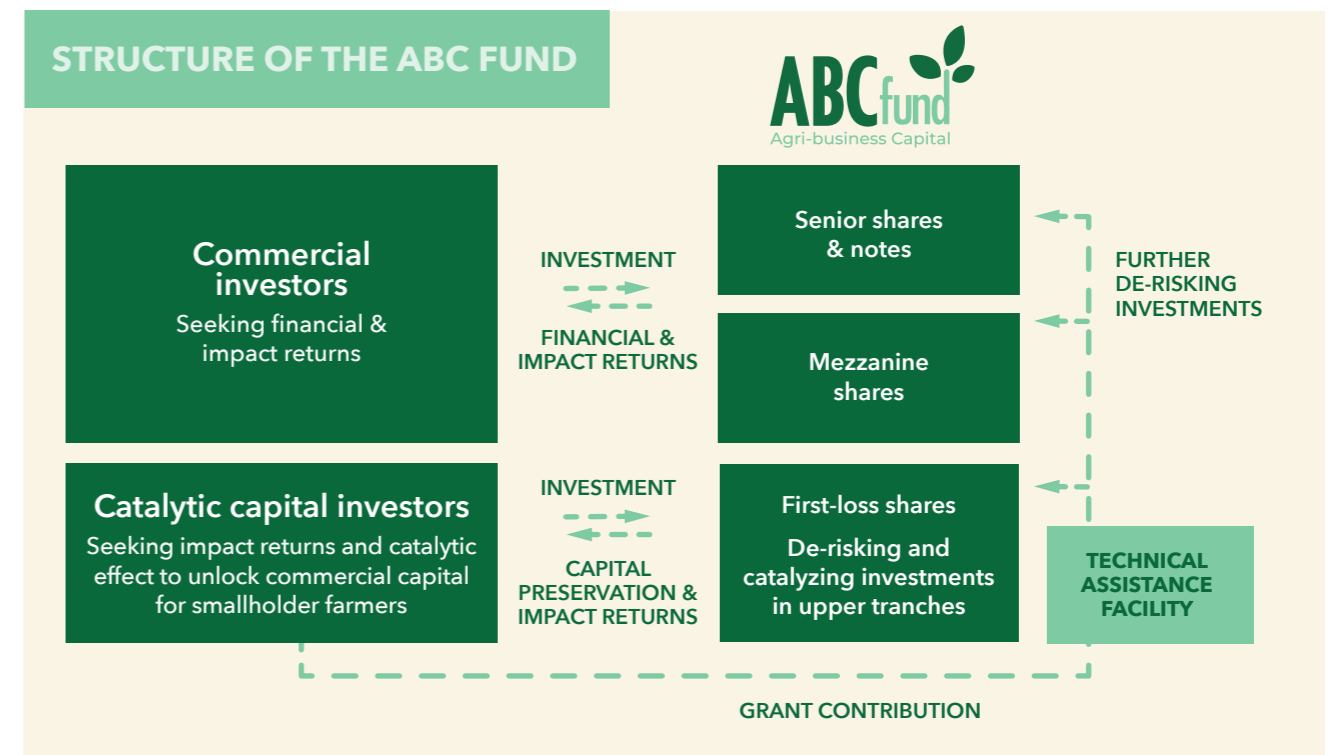 STRUCTURE OF THE ABC FUND
ABC fund
Agri-business Capital
Commercial
investors
Seeking financial &
impact returns
INVESTMENT
FINANCIAL &
IMPACT RETURNS
Senior shares
& notes
Mezzanine
shares
FURTHER
DE-RISKING
INVESTMENTS
Catalytic capital investors
Seeking impact returns and catalytic
effect to unlock commercial capital
for smallholder farmers
INVESTMENT
CAPITAL
PRESERVATION &
IMPACT RETURNS
First-loss shares
De-risking and
catalyzing investments
in upper tranches
TECHNICAL
ASSISTANCE
FACILITY
GRANT CONTRIBUTION